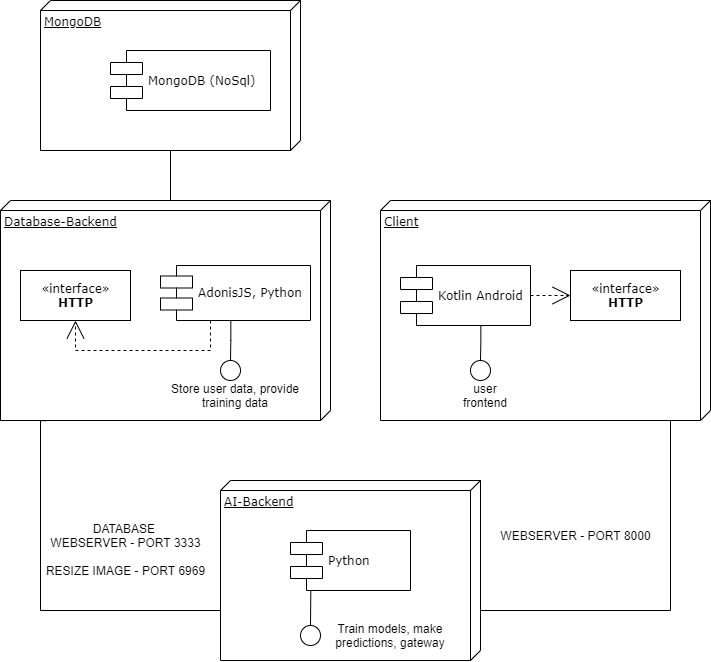 MongoDB
MongoDB (NoSql)
Database-Backend
«interface»
HTTP
AdonisJS, Python
Store user data, provide
training data
Client
Kotlin Android
«interface»
HTTP
user
frontend
DATABASE
WEBSERVER - PORT 3333
RESIZE IMAGE - PORT 6969
AI-Backend
Python
Train models, make
predictions, gateway
WEBSERVER - PORT 8000